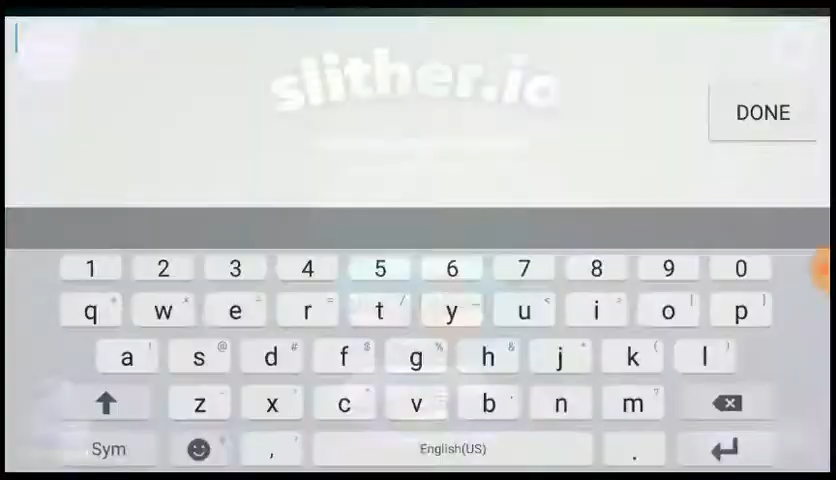 slither.io
DONE
1 2 3 4 5 6 7 8 9 0
q w e r t y u i o p
a s d f g h j k l
z x c v b n m
Sym , English(US) .